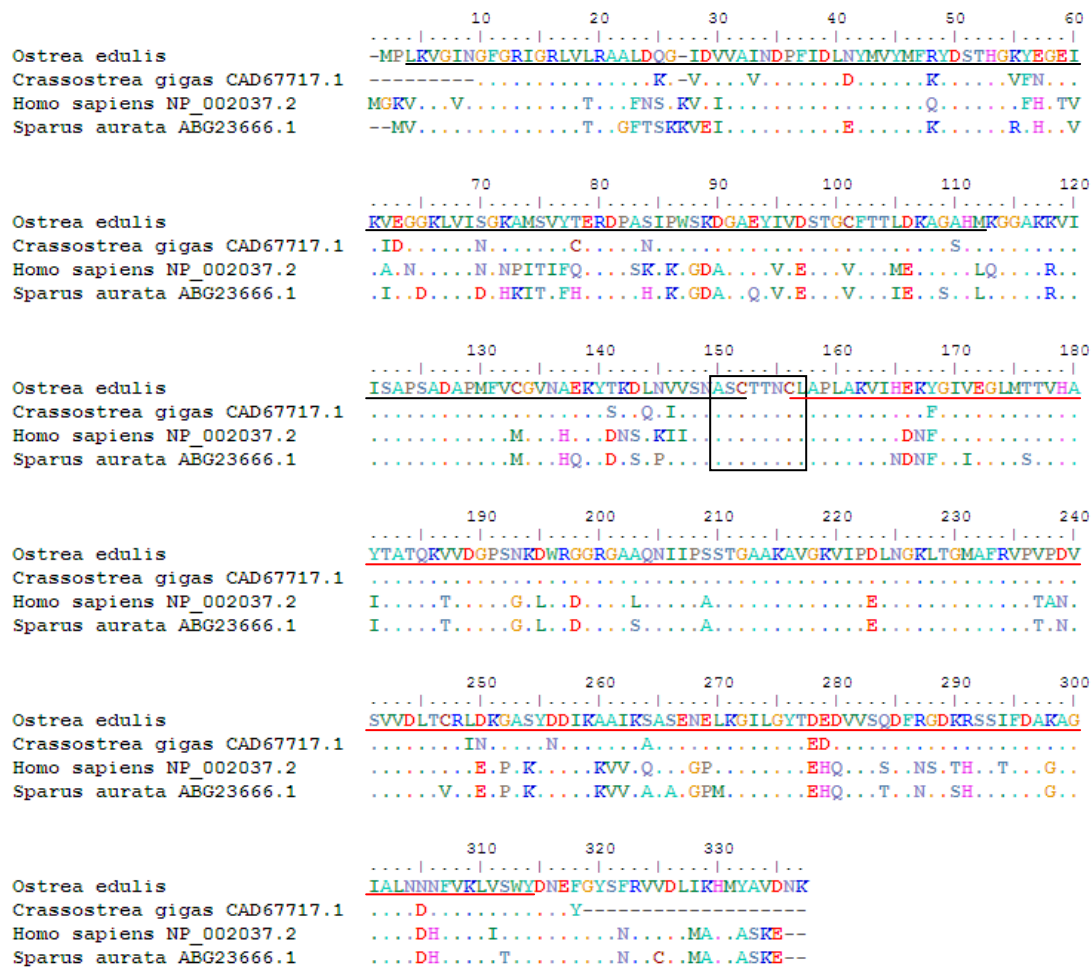 10 20 30 40 50 60
Ostrea edulis -MPLKVGINGFGRIGRLVLRAALDQG-IDVVAINDPFIDLNYMVYMFRYDSTHGKYEGEI
Crassostrea gigas CAD67717.1 ---------...............K.-V....V.......D......K......VFN...
Homo sapiens NP_002037.2 MGKV...V..........T...FNS.KV.I.................Q.......FH.TV
Sparus aurata ABG23666.1 --MV..............T..GFTSKKVEI..........E......K......R.H..V
70 80 90 100 110 120
Ostrea edulis KVEGGKLVISGKAMSVYTERDPASIPWSKDGAEYIVDSTGCFTTLDKAGAHMKGGAKKVI
Crassostrea gigas CAD67717.1 .ID......N.......C.....N.........................S..........
Homo sapiens NP_002037.2 .A.N.....N.NPITIFQ....SK.K.GDA....V.E...V...ME.....LQ....R..
Sparus aurata ABG23666.1 .I..D....D.HKIT.FH.....H.K.GDA..Q.V.E...V...IE..S..L.....R..
130 140 150 160 170 180
Ostrea edulis ISAPSADAPMFVCGVNAEKYTKDLNVVSNASCTTNCLAPLAKVIHEKYGIVEGLMTTVHA
Crassostrea gigas CAD67717.1 ....................S..Q.I.....................F............
Homo sapiens NP_002037.2 ............M...H...DNS.KII..................DNF............
Sparus aurata ABG23666.1 ............M...HQ..D.S.P...................NDNF..I....S....
190 200 210 220 230 240
Ostrea edulis YTATQKVVDGPSNKDWRGGRGAAQNIIPSSTGAAKAVGKVIPDLNGKLTGMAFRVPVPDV
Crassostrea gigas CAD67717.1 ............................................................
Homo sapiens NP_002037.2 I.....T.....G.L..D....L.....A.............E.............TAN.
Sparus aurata ABG23666.1 I.....T.....G.L..D....S.....A.............E.............T.N.
250 260 270 280 290 300
Ostrea edulis SVVDLTCRLDKGASYDDIKAAIKSASENELKGILGYTDEDVVSQDFRGDKRSSIFDAKAG
Crassostrea gigas CAD67717.1 ........IN.....N.......A.............ED.....................
Homo sapiens NP_002037.2 .........E.P.K.....KVV.Q...GP........EHQ...S..NS.TH..T...G..
Sparus aurata ABG23666.1 ......V..E.P.K.....KVV.A.A.GPM.......EHQ...T..N..SH......G..
310 320 330
Ostrea edulis IALNNNFVKLVSWYDNEFGYSFRVVDLIKHMYAVDNK
Crassostrea gigas CAD67717.1 ....D............Y-------------------
Homo sapiens NP_002037.2 ....DH....I..........N.....MA..ASKE--
Sparus aurata ABG23666.1 ....DH.....T.........N..C..MA..ASKE--